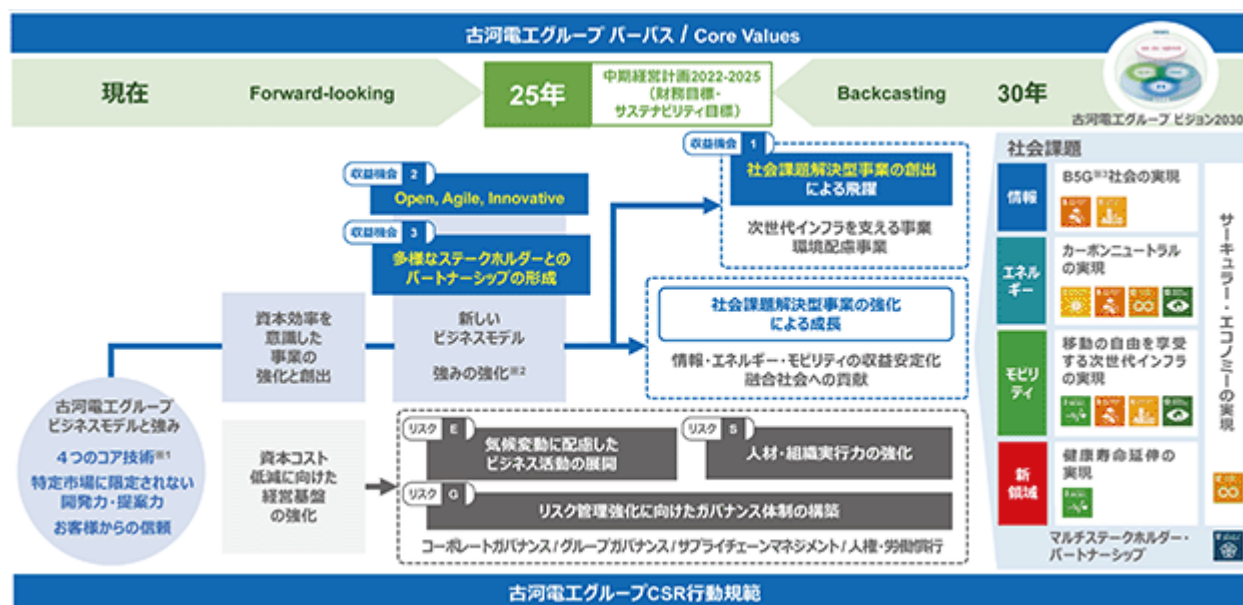 古河電工グループ パーパス / Core Values
現在
Forward-looking
25年
中期経営計画2022-2025
（財務目標・
サステナビリティ目標）
Backcasting
30年
古河電工グループ ビジョン2030
収益機会 1
社会課題解決型事業の創出
による飛躍
次世代インフラを支える事業
環境配慮事業
収益機会 2
Open, Agile, Innovative
収益機会 3
多様なステークホルダーとの
パートナーシップの形成
資本効率を
意識した
事業の
強化と創出
新しい
ビジネスモデル
強みの強化※2
社会課題解決型事業の強化
による成長
情報・エネルギー・モビリティの収益安定化
融合社会への貢献
古河電工グループ
ビジネスモデルと強み
4つのコア技術※1
特定市場に限定されない
開発力・提案力
お客様からの信頼
資本コスト
低減に向けた
経営基盤
の強化
リスク E
気候変動に配慮した
ビジネス活動の展開
リスク S
人材・組織実行力の強化
リスク G
リスク管理強化に向けたガバナンス体制の構築
コーポレートガバナンス / グループガバナンス / サプライチェーンマネジメント / 人権・労働慣行
社会課題
情報
B5G※3社会の実現
エネル
ギー
カーボンニュートラル
の実現
モビリ
ティ
移動の自由を享受
する次世代インフラ
の実現
新
領域
健康寿命延伸の
実現
サーキュラー・エコノミーの実現
マルチステークホルダー・
パートナーシップ
古河電工グループCSR行動規範